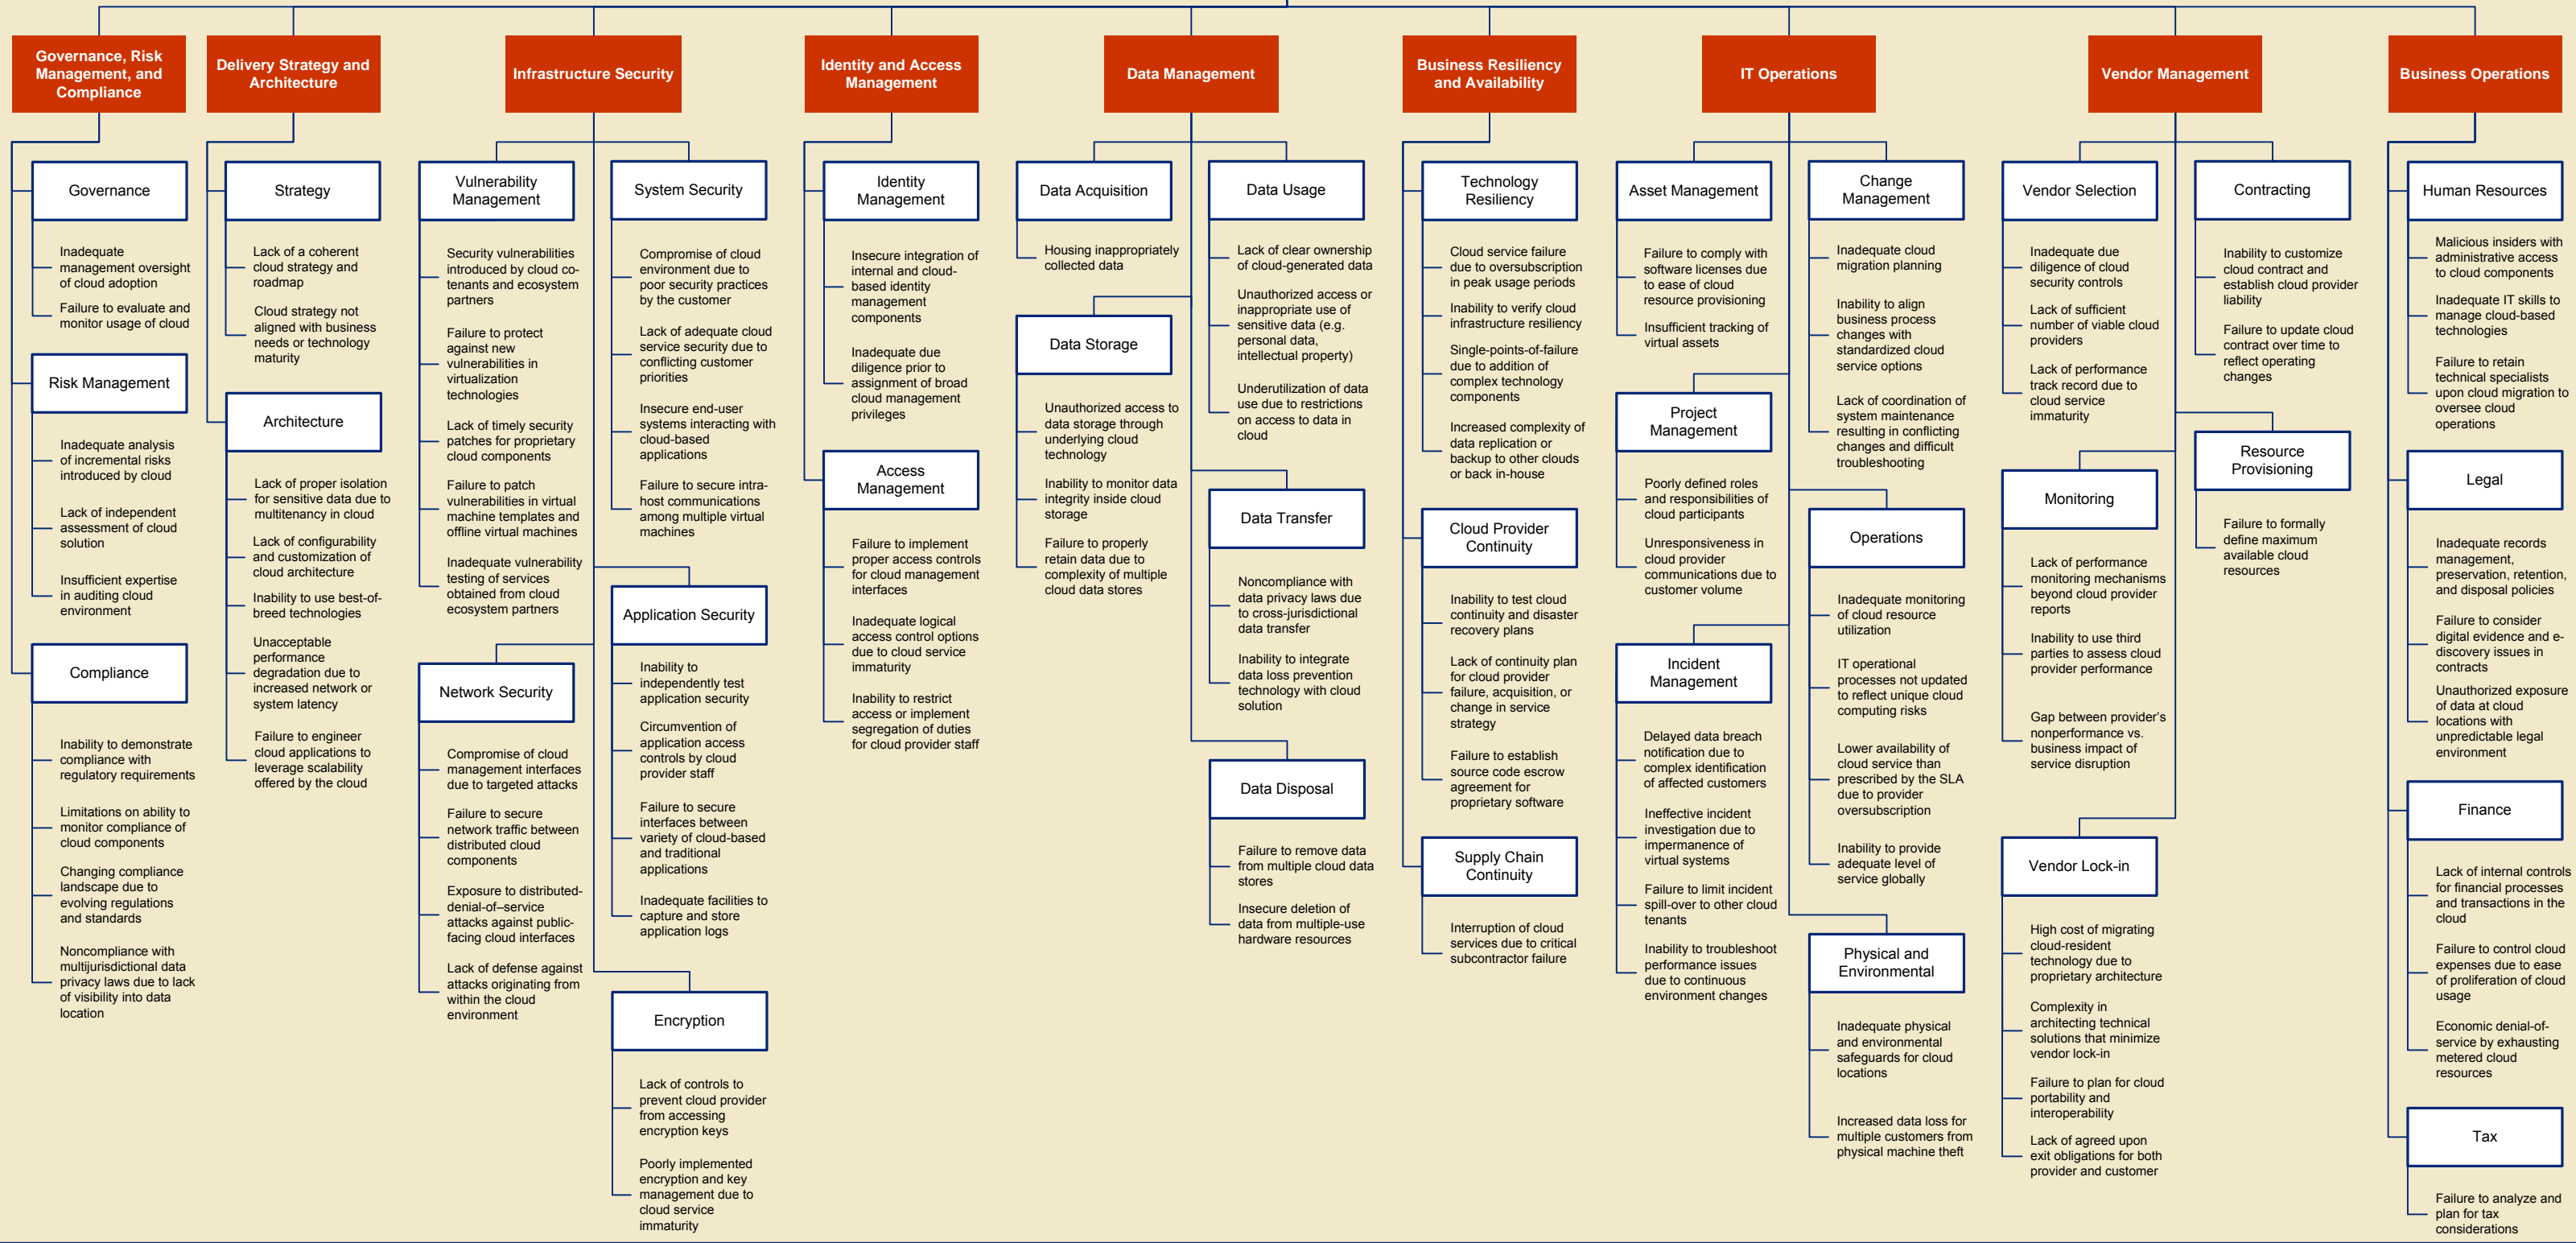 Governance, Risk
Management, and
Compliance
Governance
Inadequate
management oversight
of cloud adoption
Failure to evaluate and
monitor usage of cloud
Risk Management
Inadequate analysis
of incremental risks
introduced by cloud
Lack of independent
assessment of cloud
solution
Insufficient expertise
in auditing cloud
environment
Compliance
Inability to demonstrate
compliance with
regulatory requirements
Limitations on ability to
monitor compliance of
cloud components
Changing compliance
landscape due to
evolving regulations
and standards
Noncompliance with
multijurisdictional data
privacy laws due to lack
of visibility into data
location
Delivery Strategy and
Architecture
Strategy
Lack of a coherent
cloud strategy and
roadmap
Cloud strategy not
aligned with business
needs or technology
maturity
Architecture
Lack of proper isolation
for sensitive data due to
multitenancy in cloud
Lack of configurability
and customization of
cloud architecture
Inability to use best-of-
breed technologies
Unacceptable
performance
degradation due to
increased network or
system latency
Failure to engineer
cloud applications to
leverage scalability
offered by the cloud
Infrastructure Security
Vulnerability
Management
Security vulnerabilities
introduced by cloud co-
tenants and ecosystem
partners
Failure to protect
against new
vulnerabilities in
virtualization
technologies
Lack of timely security
patches for proprietary
cloud components
Failure to patch
vulnerabilities in virtual
machine templates and
offline virtual machines
Inadequate vulnerability
testing of services
obtained from cloud
ecosystem partners
Network Security
Compromise of cloud
management interfaces
due to targeted attacks
Failure to secure
network traffic between
distributed cloud
components
Exposure to distributed-
denial-of–service
attacks against public-
facing cloud interfaces
Lack of defense against
attacks originating from
within the cloud
environment
System Security
Compromise of cloud
environment due to
poor security practices
by the customer
Lack of adequate cloud
service security due to
conflicting customer
priorities
Insecure end-user
systems interacting with
cloud-based
applications
Failure to secure intra-
host communications
among multiple virtual
machines
Application Security
Inability to
independently test
application security
Circumvention of
application access
controls by cloud
provider staff
Failure to secure
interfaces between
variety of cloud-based
and traditional
applications
Inadequate facilities to
capture and store
application logs
Encryption
Lack of controls to
prevent cloud provider
from accessing
encryption keys
Poorly implemented
encryption and key
management due to
cloud service
immaturity
Identity and Access
Management
Identity
Management
Insecure integration of
internal and cloud-
based identity
management
components
Inadequate due
diligence prior to
assignment of broad
cloud management
privileges
Access
Management
Failure to implement
proper access controls
for cloud management
interfaces
Inadequate logical
access control options
due to cloud service
immaturity
Inability to restrict
access or implement
segregation of duties
for cloud provider staff
Data Management
Data Acquisition
Housing inappropriately
collected data
Data Storage
Unauthorized access to
data storage through
underlying cloud
technology
Inability to monitor data
integrity inside cloud
storage
Failure to properly
retain data due to
complexity of multiple
cloud data stores
Data Usage
Lack of clear ownership
of cloud-generated data
Unauthorized access or
inappropriate use of
sensitive data (e.g.
personal data,
intellectual property)
Underutilization of data
use due to restrictions
on access to data in
cloud
Data Transfer
Noncompliance with
data privacy laws due
to cross-jurisdictional
data transfer
Inability to integrate
data loss prevention
technology with cloud
solution
Data Disposal
Failure to remove data
from multiple cloud data
stores
Insecure deletion of
data from multiple-use
hardware resources
Business Resiliency
and Availability
Technology
Resiliency
Cloud service failure
due to oversubscription
in peak usage periods
Inability to verify cloud
infrastructure resiliency
Single-points-of-failure
due to addition of
complex technology
components
Increased complexity of
data replication or
backup to other clouds
or back in-house
Cloud Provider
Continuity
Inability to test cloud
continuity and disaster
recovery plans
Lack of continuity plan
for cloud provider
failure, acquisition, or
change in service
strategy
Failure to establish
source code escrow
agreement for
proprietary software
Supply Chain
Continuity
Interruption of cloud
services due to critical
subcontractor failure
IT Operations
Asset Management
Failure to comply with
software licenses due
to ease of cloud
resource provisioning
Insufficient tracking of
virtual assets
Project
Management
Poorly defined roles
and responsibilities of
cloud participants
Unresponsiveness in
cloud provider
communications due to
customer volume
Incident
Management
Delayed data breach
notification due to
complex identification
of affected customers
Ineffective incident
investigation due to
impermanence of
virtual systems
Failure to limit incident
spill-over to other cloud
tenants
Inability to troubleshoot
performance issues
due to continuous
environment changes
Change
Management
Inadequate cloud
migration planning
Inability to align
business process
changes with
standardized cloud
service options
Lack of coordination of
system maintenance
resulting in conflicting
changes and difficult
troubleshooting
Operations
Inadequate monitoring
of cloud resource
utilization
IT operational
processes not updated
to reflect unique cloud
computing risks
Lower availability of
cloud service than
prescribed by the SLA
due to provider
oversubscription
Inability to provide
adequate level of
service globally
Physical and
Environmental
Inadequate physical
and environmental
safeguards for cloud
locations
Increased data loss for
multiple customers from
physical machine theft
Vendor Management
Vendor Selection
Inadequate due
diligence of cloud
security controls
Lack of sufficient
number of viable cloud
providers
Lack of performance
track record due to
cloud service
immaturity
Monitoring
Lack of performance
monitoring mechanisms
beyond cloud provider
reports
Inability to use third
parties to assess cloud
provider performance
Gap between provider’s
nonperformance vs.
business impact of
service disruption
Vendor Lock-in
High cost of migrating
cloud-resident
technology due to
proprietary architecture
Complexity in
architecting technical
solutions that minimize
vendor lock-in
Failure to plan for cloud
portability and
interoperability
Lack of agreed upon
exit obligations for both
provider and customer
Contracting
Inability to customize
cloud contract and
establish cloud provider
liability
Failure to update cloud
contract over time to
reflect operating
changes
Resource
Provisioning
Failure to formally
define maximum
available cloud
resources
Business Operations
Human Resources
Malicious insiders with
administrative access
to cloud components
Inadequate IT skills to
manage cloud-based
technologies
Failure to retain
technical specialists
upon cloud migration to
oversee cloud
operations
Legal
Inadequate records
management,
preservation, retention,
and disposal policies
Failure to consider
digital evidence and e-
discovery issues in
contracts
Unauthorized exposure
of data at cloud
locations with
unpredictable legal
environment
Finance
Lack of internal controls
for financial processes
and transactions in the
cloud
Failure to control cloud
expenses due to ease
of proliferation of cloud
usage
Economic denial-of-
service by exhausting
metered cloud
resources
Tax
Failure to analyze and
plan for tax
considerations